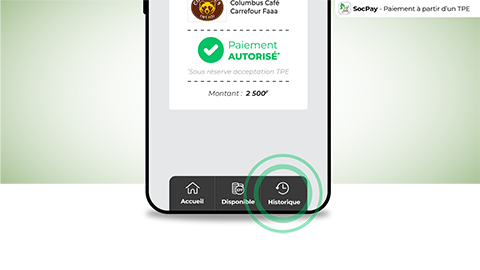 SocPay - Paiement à partir d'un TPE
Columbus Café
Carrefour Faaa
Paiement
AUTORISÉ*
*Sous réserve acceptation TPE
Montant : 2 500F
Accueil
Disponible
Historique